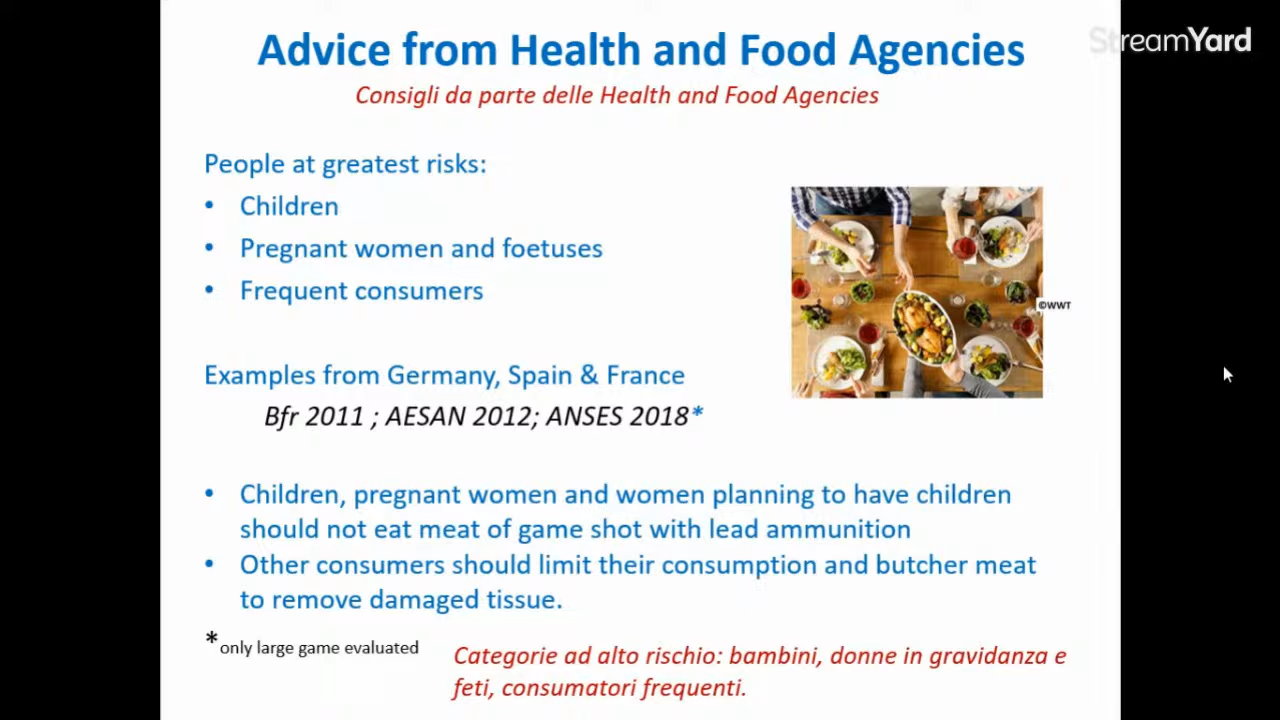 Advice from Health and Food Agencies
StreamYard
Consigli da parte delle Health and Food Agencies
People at greatest risks:
• Children
• Pregnant women and foetuses
• Frequent consumers
©WWT
Examples from Germany, Spain & France
Bfr 2011 ; AESAN 2012; ANSES 2018*
• Children, pregnant women and women planning to have children
should not eat meat of game shot with lead ammunition
• Other consumers should limit their consumption and butcher meat
to remove damaged tissue.
*only large game evaluated
Categorie ad alto rischio: bambini, donne in gravidanza e
feti, consumatori frequenti.